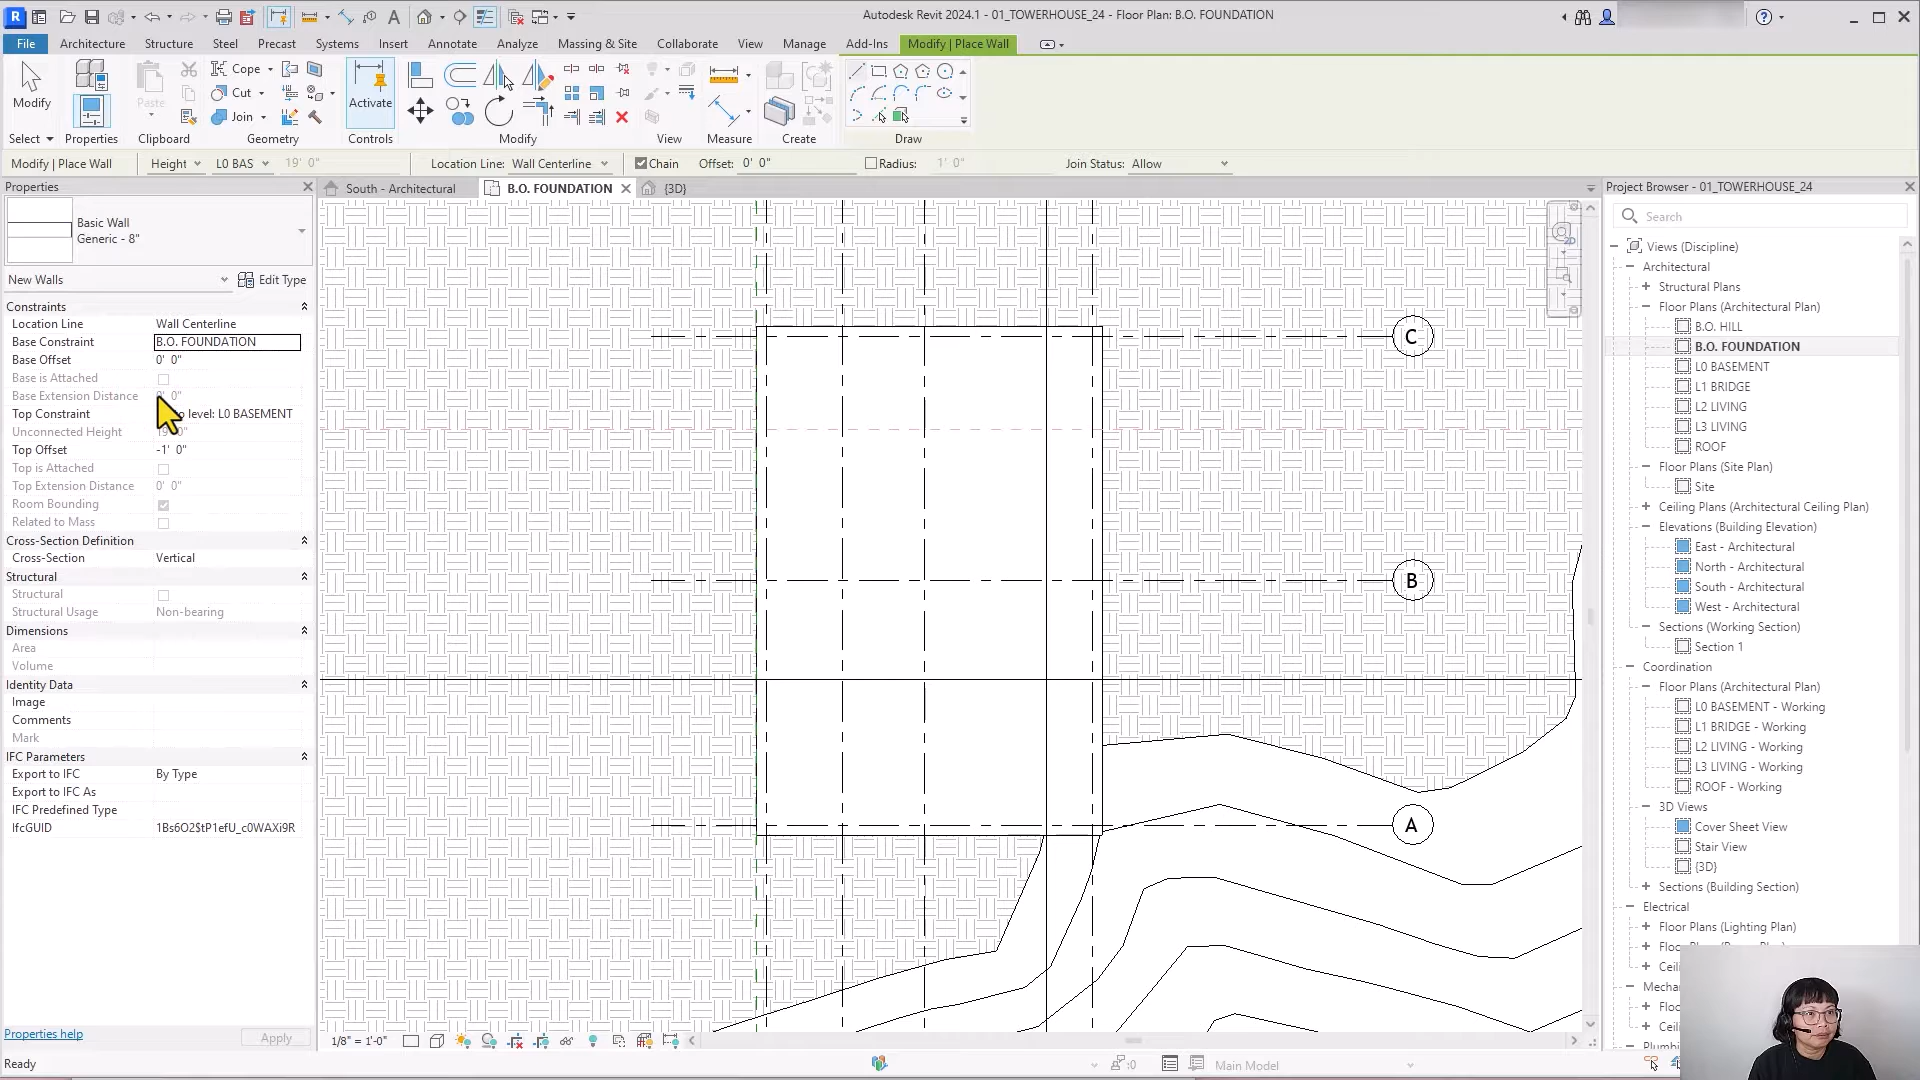 Autodesk Revit 2024.1 - 01_TOWERHOUSE_24 - Floor Plan: B.O. FOUNDATION
File Architecture Structure Steel Precast Systems Insert Annotate Analyze Massing & Site Collaborate View Manage Add-Ins Modify | Place Wall
Modify
Paste
Cope
Cut
Join
Activate
Select Properties Clipboard Geometry Controls Modify View Measure Create Draw
Modify | Place Wall Height L0 BAS 19' 0" Location Line: Wall Centerline Chain Offset: 0' 0" Radius: 1' 0" Join Status: Allow
Properties
Basic Wall
Generic - 8"
New Walls Edit Type
Constraints
Location Line Wall Centerline
Base Constraint B.O. FOUNDATION
Base Offset 0' 0"
Base is Attached
Base Extension Distance
Top Constraint level: L0 BASEMENT
Unconnected Height
Top Offset -1' 0"
Top is Attached
Top Extension Distance 0' 0"
Room Bounding
Related to Mass
Cross-Section Definition
Cross-Section Vertical
Structural
Structural
Structural Usage Non-bearing
Dimensions
Area
Volume
Identity Data
Image
Comments
Mark
IFC Parameters
Export to IFC By Type
Export to IFC As
IFC Predefined Type
IfcGUID 1Bs6O2$tP1efU_c0WAXi9R
Properties help Apply
Ready
South - Architectural B.O. FOUNDATION {3D}
C
B
A
1/8" = 1'-0"
:0 Main Model
Project Browser - 01_TOWERHOUSE_24
Search
Views (Discipline)
Architectural
Structural Plans
Floor Plans (Architectural Plan)
B.O. HILL
B.O. FOUNDATION
L0 BASEMENT
L1 BRIDGE
L2 LIVING
L3 LIVING
ROOF
Floor Plans (Site Plan)
Site
Ceiling Plans (Architectural Ceiling Plan)
Elevations (Building Elevation)
East - Architectural
North - Architectural
South - Architectural
West - Architectural
Sections (Working Section)
Section 1
Coordination
Floor Plans (Architectural Plan)
L0 BASEMENT - Working
L1 BRIDGE - Working
L2 LIVING - Working
L3 LIVING - Working
ROOF - Working
3D Views
Cover Sheet View
Stair View
{3D}
Sections (Building Section)
Electrical
Floor Plans (Lighting Plan)